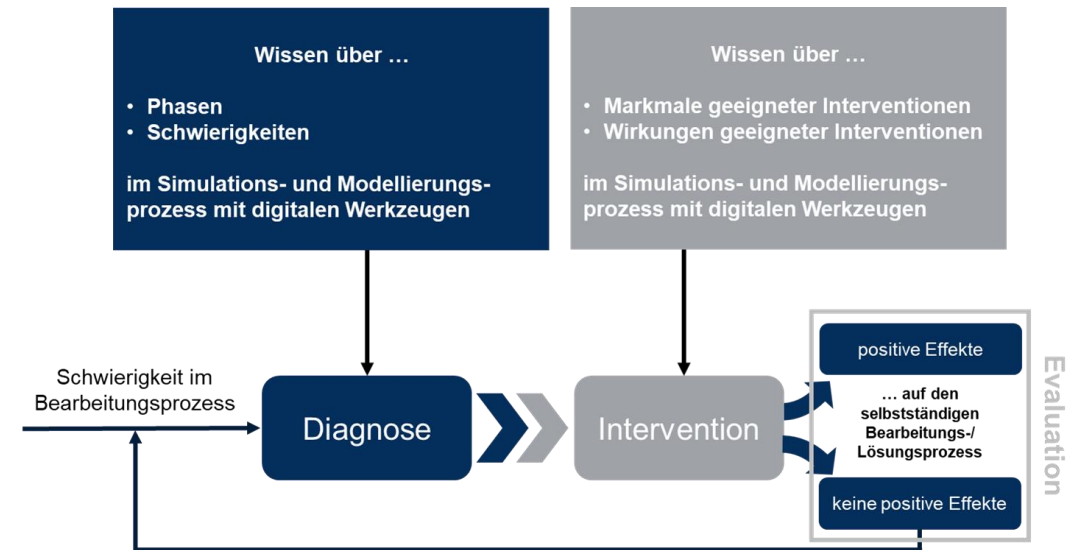 Wissen über …
• Phasen
• Schwierigkeiten
im Simulations- und Modellierungs-
prozess mit digitalen Werkzeugen
Wissen über …
• Markmale geeigneter Interventionen
• Wirkungen geeigneter Interventionen
im Simulations- und Modellierungs-
prozess mit digitalen Werkzeugen
Schwierigkeit im
Bearbeitungsprozess
Diagnose
Intervention
positive Effekte
… auf den
selbstständigen
Bearbeitungs-/
Lösungsprozess
keine positive Effekte
Evaluation